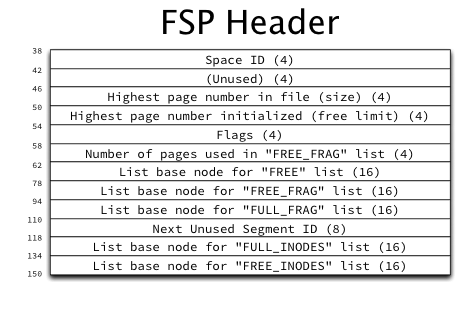 FSP Header
38
Space ID (4)
42
(Unused) (4)
46
Highest page number in file (size) (4)
50
Highest page number initialized (free limit) (4)
54
Flags (4)
58
Number of pages used in "FREE_FRAG" list (4)
62
List base node for "FREE" list (16)
78
List base node for "FREE_FRAG" list (16)
94
List base node for "FULL_FRAG" list (16)
110
Next Unused Segment ID (8)
118
List base node for "FULL_INODES" list (16)
134
List base node for "FREE_INODES" list (16)
150